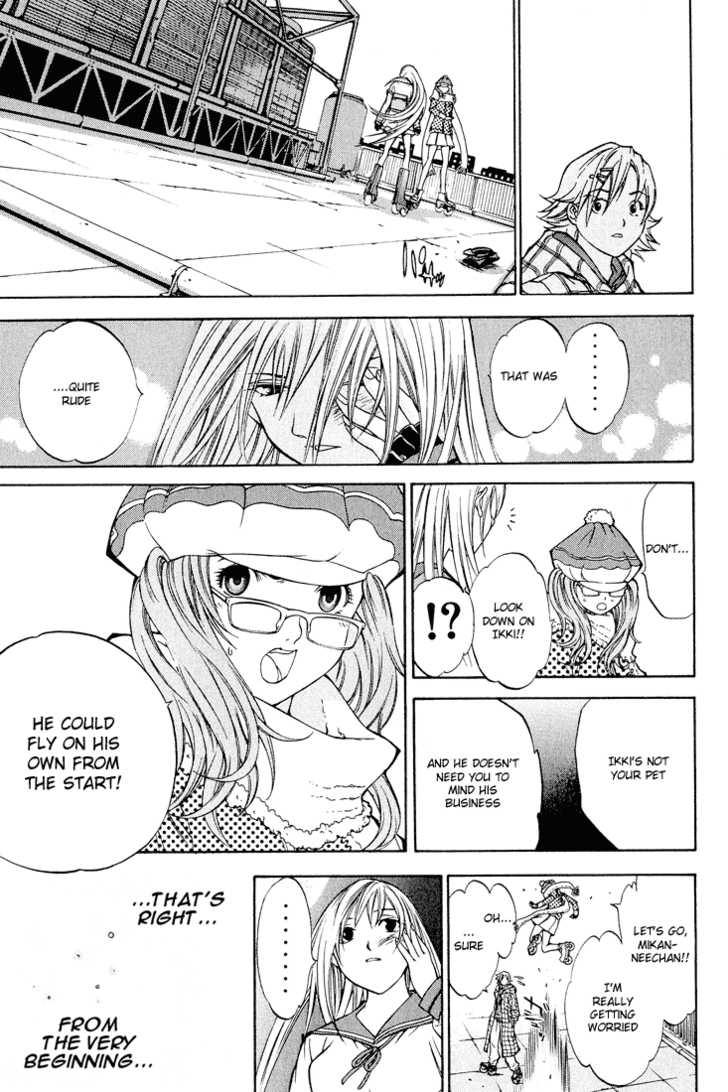 ......
THAT WAS
....QUITE
RUDE
DON'T...
LOOK
DOWN ON
IKKI!!
!?
HE COULD
FLY ON HIS
OWN FROM
THE START!
IKKI'S NOT
YOUR PET
AND HE DOESN'T
NEED YOU TO
MIND HIS
BUSINESS
LET'S GO,
MIKAN-
NEECHAN!!
I'M
REALLY
GETTING
WORRIED
OH...
...
SURE
......
...THAT'S
RIGHT...
FROM
THE VERY
BEGINNING...